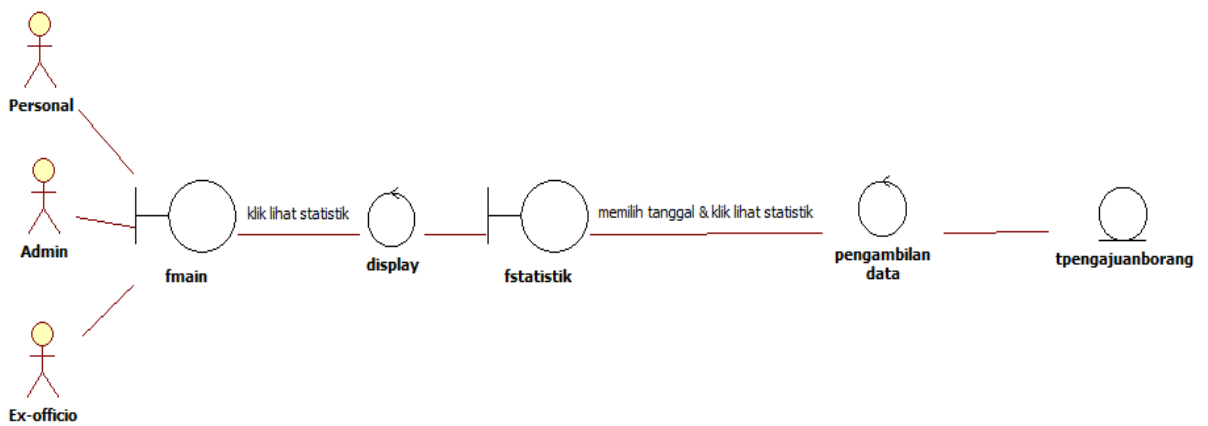 Personal
Admin
Ex-officio
fmain
klik lihat statistik
display
fstatistik
memilih tanggal & klik lihat statistik
pengambilan
data
tpengajuanborang